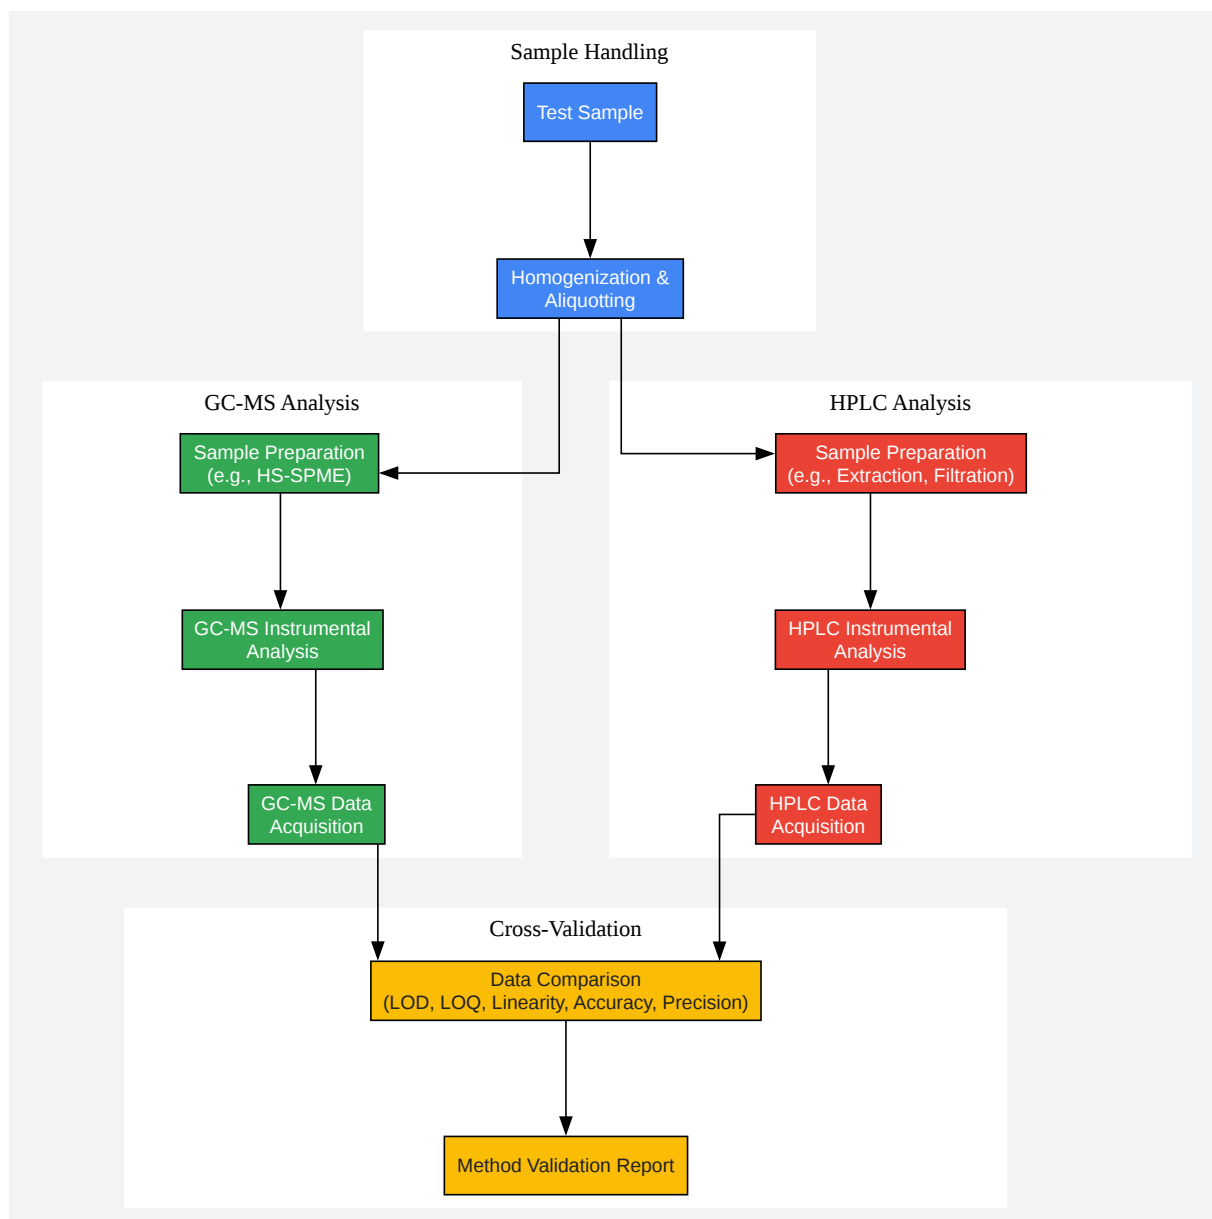 Sample Handling
Test Sample
Homogenization &
Aliquotting
GC-MS Analysis
Sample Preparation
(e.g., HS-SPME)
GC-MS Instrumental
Analysis
GC-MS Data
Acquisition
HPLC Analysis
Sample Preparation
(e.g., Extraction, Filtration)
HPLC Instrumental
Analysis
HPLC Data
Acquisition
Cross-Validation
Data Comparison
(LOD, LOQ, Linearity, Accuracy, Precision)
Method Validation Report